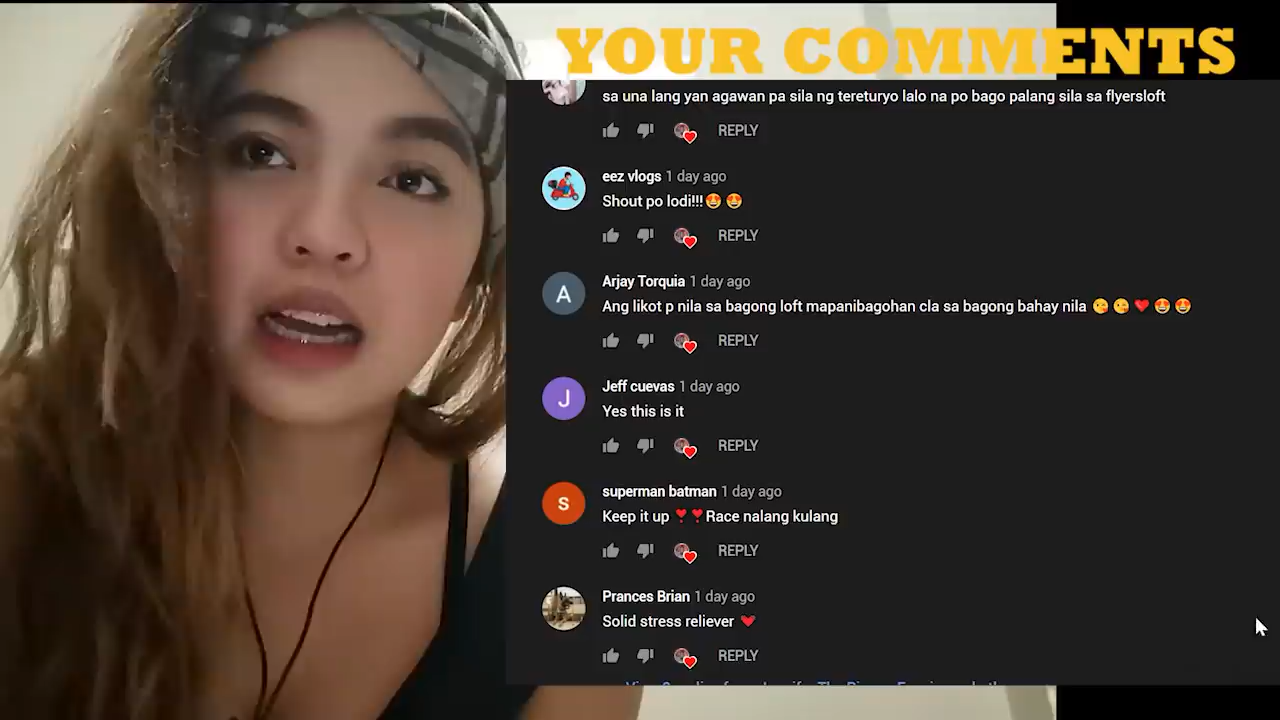 YOUR COMMENTS
sa una lang yan agawan pa sila ng tereturyo lalo na po bago palang sila sa flyersloft
REPLY
eez vlogs 1 day ago
Shout po lodi!!!😍 😍
REPLY
A
Arjay Torquia 1 day ago
Ang likot p nila sa bagong loft mapanibagohan cla sa bagong bahay nila 😘 😘 ❤ 😍 😍
REPLY
J
Jeff cuevas 1 day ago
Yes this is it
REPLY
S
superman batman 1 day ago
Keep it up ❣❣Race nalang kulang
REPLY
Prances Brian 1 day ago
Solid stress reliever ❤
REPLY